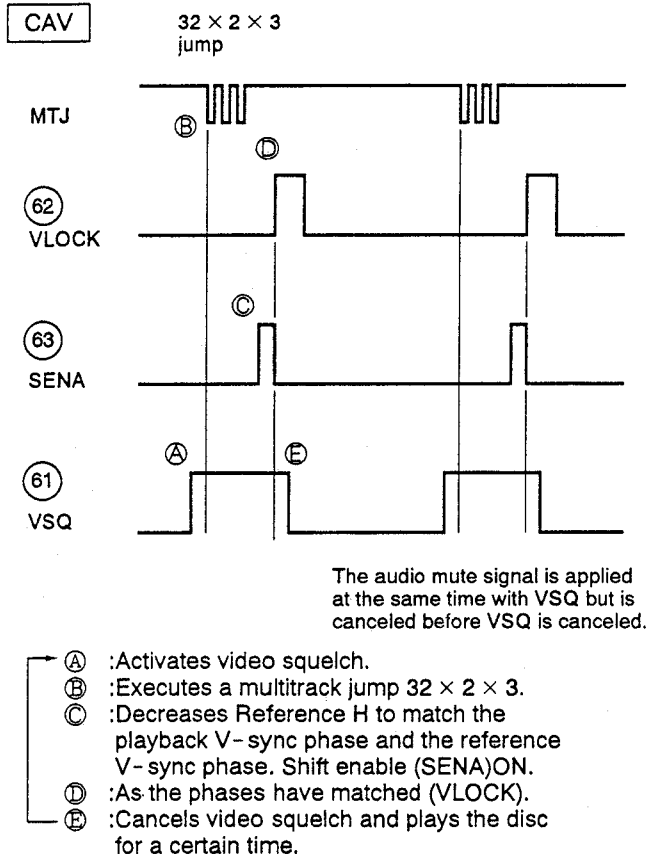 CAV
32 × 2 × 3
jump
MTJ
Ⓑ
Ⓓ
62
VLOCK
Ⓒ
63
SENA
Ⓐ
Ⓔ
61
VSQ
The audio mute signal is applied
at the same time with VSQ but is
canceled before VSQ is canceled.
Ⓐ :Activates video squelch.
Ⓑ :Executes a multitrack jump 32 × 2 × 3.
Ⓒ :Decreases Reference H to match the
playback V-sync phase and the reference
V-sync phase. Shift enable (SENA)ON.
Ⓓ :As the phases have matched (VLOCK).
Ⓔ :Cancels video squelch and plays the disc
for a certain time.